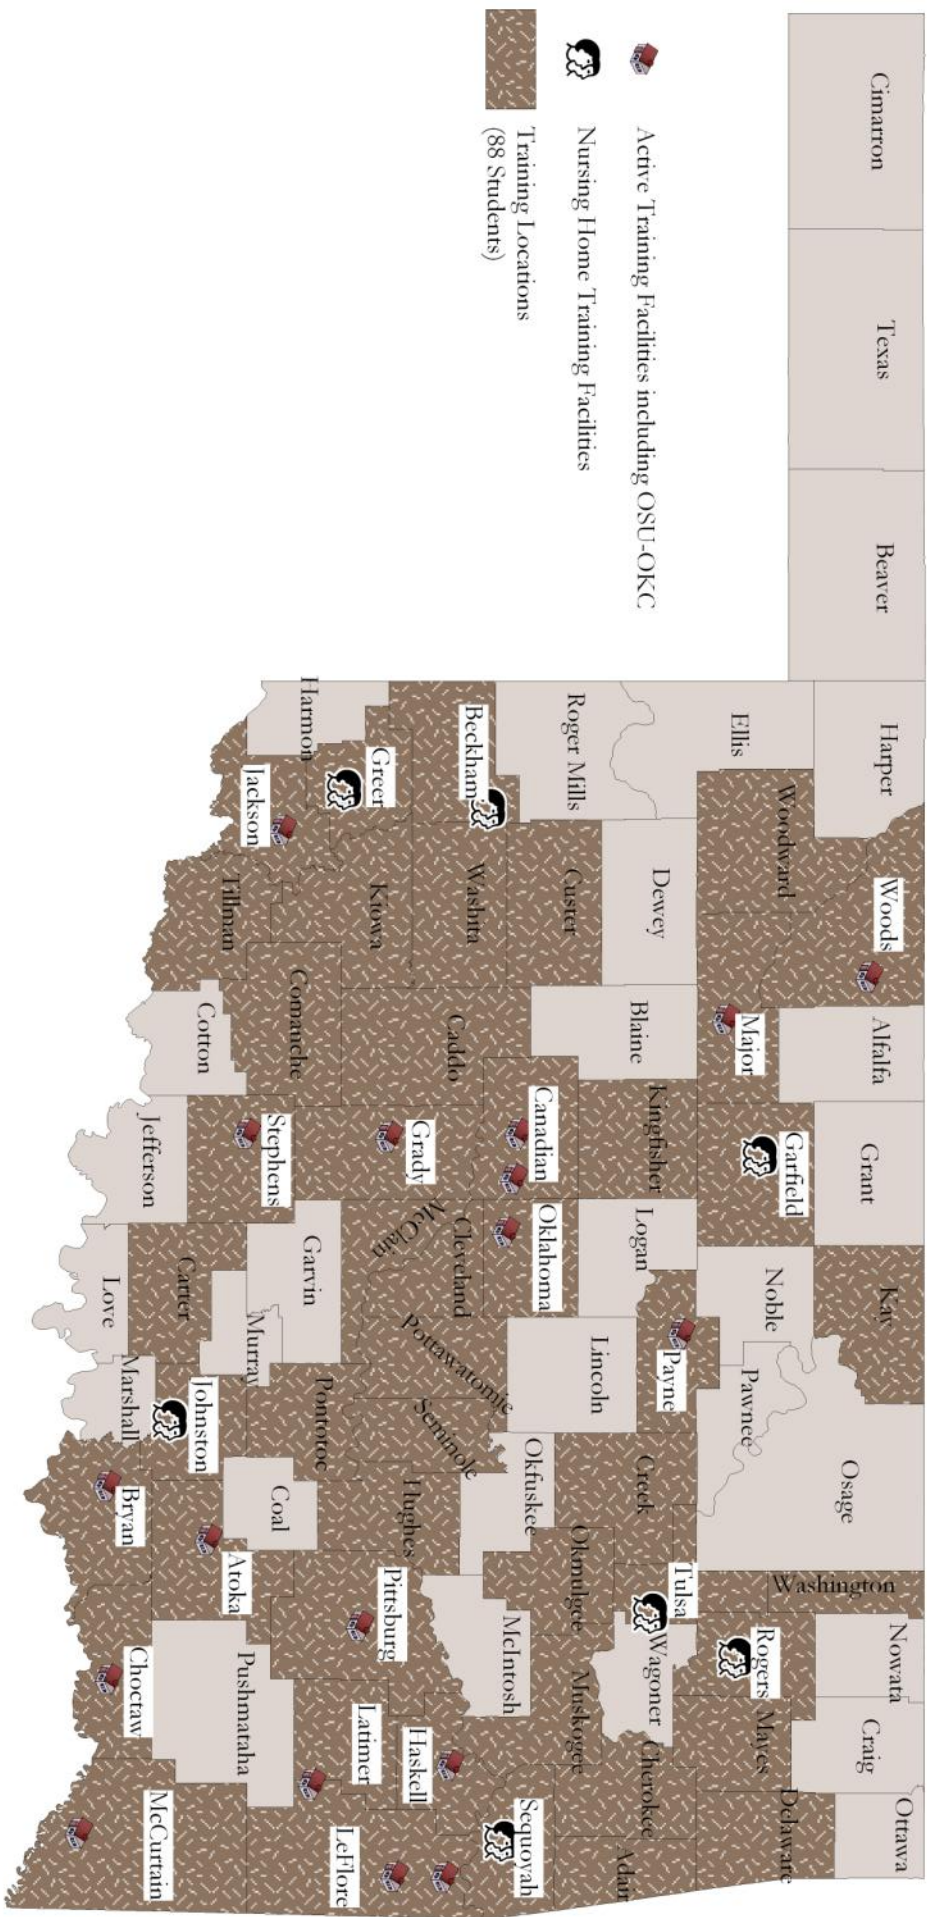 Cimarron
Texas
Beaver
Harper
Woods
Alfalfa
Grant
Kay
Osage
Washington
Nowata
Craig
Ottawa
Ellis
Woodward
Major
Garfield
Noble
Pawnee
Rogers
Mayes
Delaware
Roger Mills
Dewey
Blaine
Kingfisher
Logan
Payne
Creek
Tulsa
Wagoner
Cherokee
Adair
Beckham
Custer
Washita
Canadian
Oklahoma
Lincoln
Okfuskee
Okmulgee
Muskogee
McIntosh
Sequoyah
Greer
Kiowa
Caddo
Grady
McClain
Cleveland
Pottawatomie
Seminole
Hughes
Pittsburg
Haskell
Latimer
LeFlore
Harmon
Jackson
Tillman
Comanche
Stephens
Garvin
Murray
Pontotoc
Coal
Atoka
Pushmataha
Cotton
Jefferson
Carter
Johnston
Love
Marshall
Bryan
Choctaw
McCurtain
Active Training Facilities including OSU-OKC
Nursing Home Training Facilities
Training Locations
(88 Students)